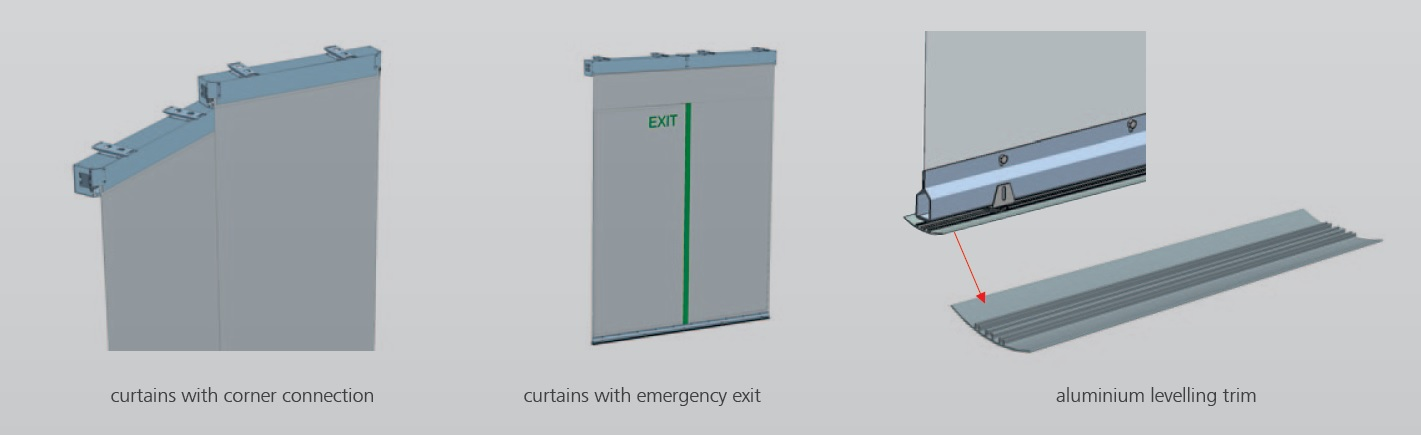 EXIT
curtains with corner connection
curtains with emergency exit
aluminium levelling trim